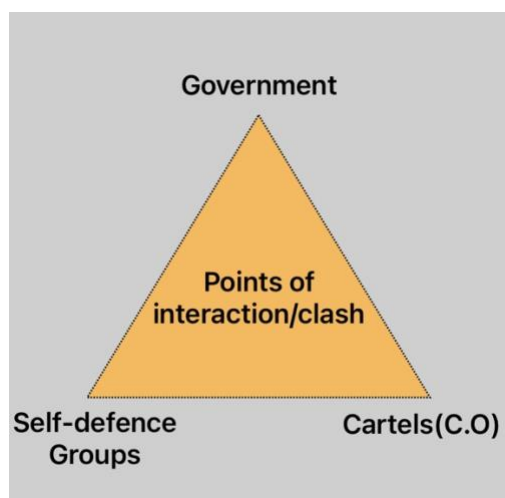 Government
Points of
interaction/clash
Self-defence
Groups
Cartels(C.O)